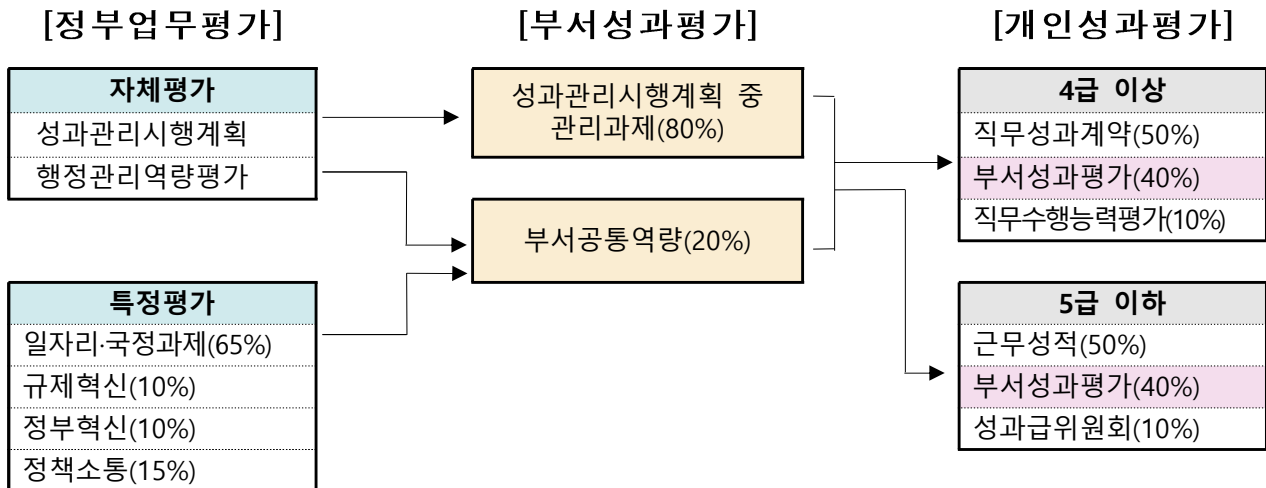 [정부업무평가]
자체평가
성과관리시행계획
행정관리역량평가
특정평가
일자리·국정과제(65%)
규제혁신(10%)
정부혁신(10%)
정책소통(15%)
[부서성과평가]
성과관리시행계획 중
관리과제(80%)
부서공통역량(20%)
[개인성과평가]
4급 이상
직무성과계약(50%)
부서성과평가(40%)
직무수행능력평가(10%)
5급 이하
근무성적(50%)
부서성과평가(40%)
성과급위원회(10%)